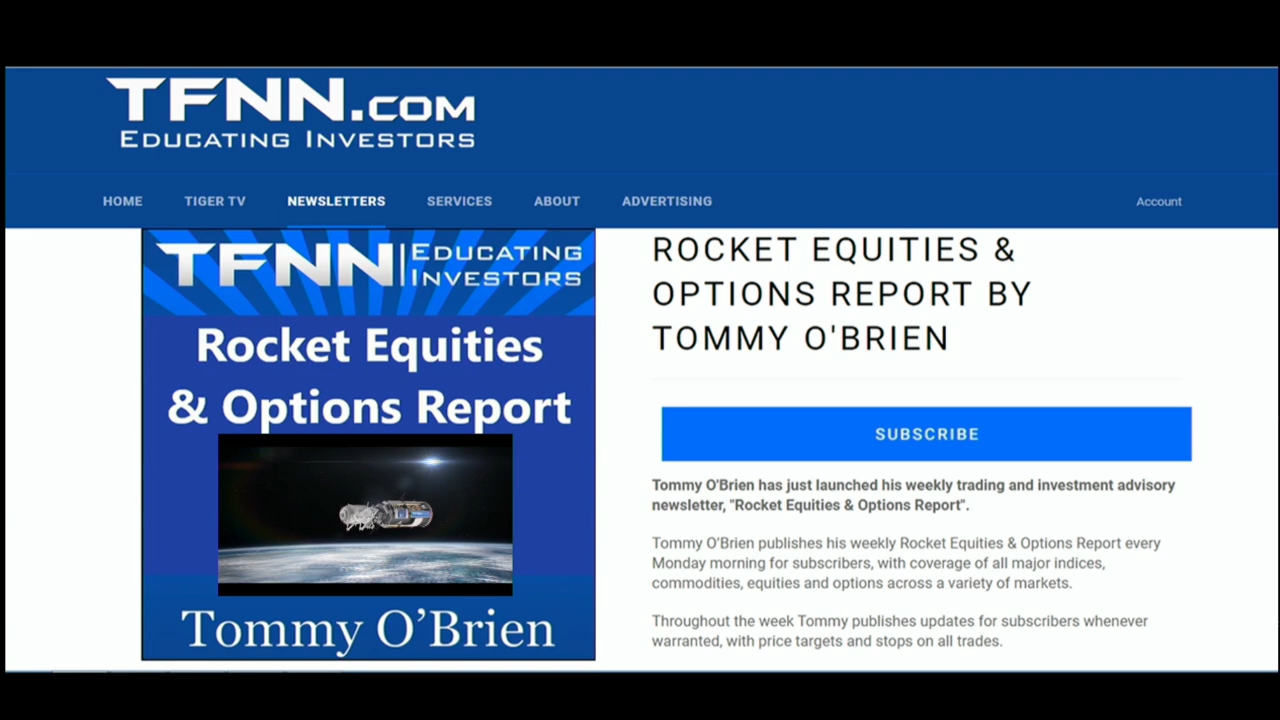 TFNN.COM
EDUCATING INVESTORS
HOME TIGER TV NEWSLETTERS SERVICES ABOUT ADVERTISING Account
TFNN | EDUCATING
INVESTORS
Rocket Equities
& Options Report
Tommy O’Brien
ROCKET EQUITIES &
OPTIONS REPORT BY
TOMMY O'BRIEN
SUBSCRIBE
Tommy O'Brien has just launched his weekly trading and investment advisory
newsletter, "Rocket Equities & Options Report".
Tommy O’Brien publishes his weekly Rocket Equities & Options Report every
Monday morning for subscribers, with coverage of all major indices,
commodities, equities and options across a variety of markets.
Throughout the week Tommy publishes updates for subscribers whenever
warranted, with price targets and stops on all trades.